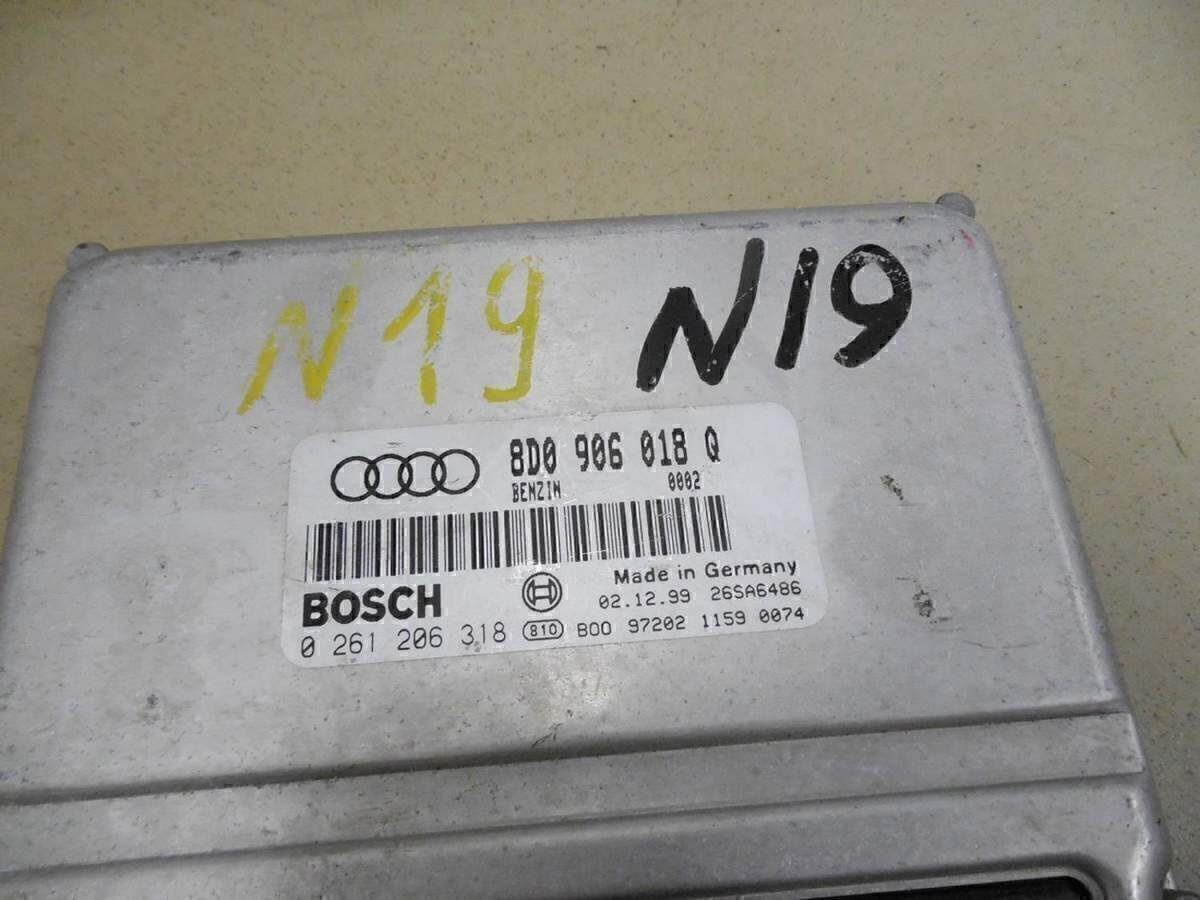 N19 N19
8D0 906 018 Q
BENZIN 0002
Made in Germany
BOSCH 02.12.99 26SA6486
0 261 206 318 810 B00 97202 1159 0074